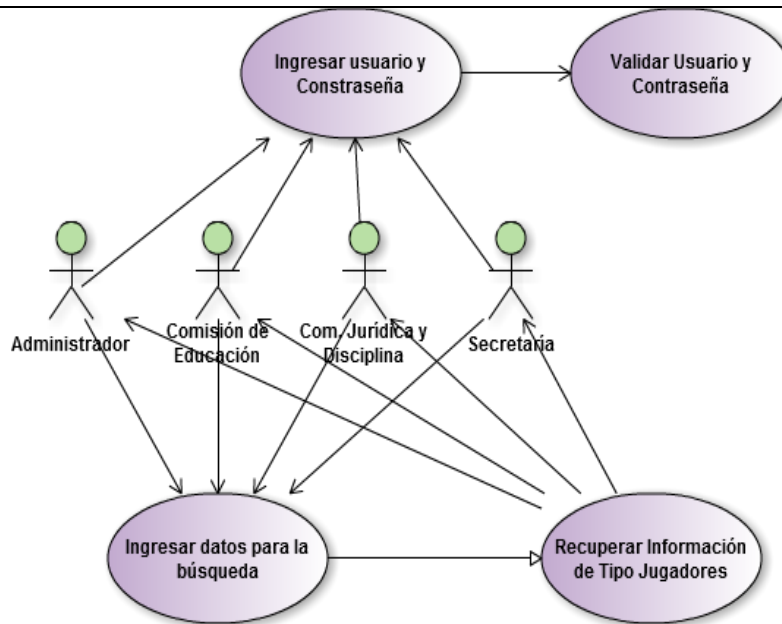 Ingresar usuario y
Constraseña
Validar Usuario y
Contraseña
Administrador
Comisión de
Educación
Com. Jurídica y
Disciplina
Secretaria
Ingresar datos para la
búsqueda
Recuperar Información
de Tipo Jugadores